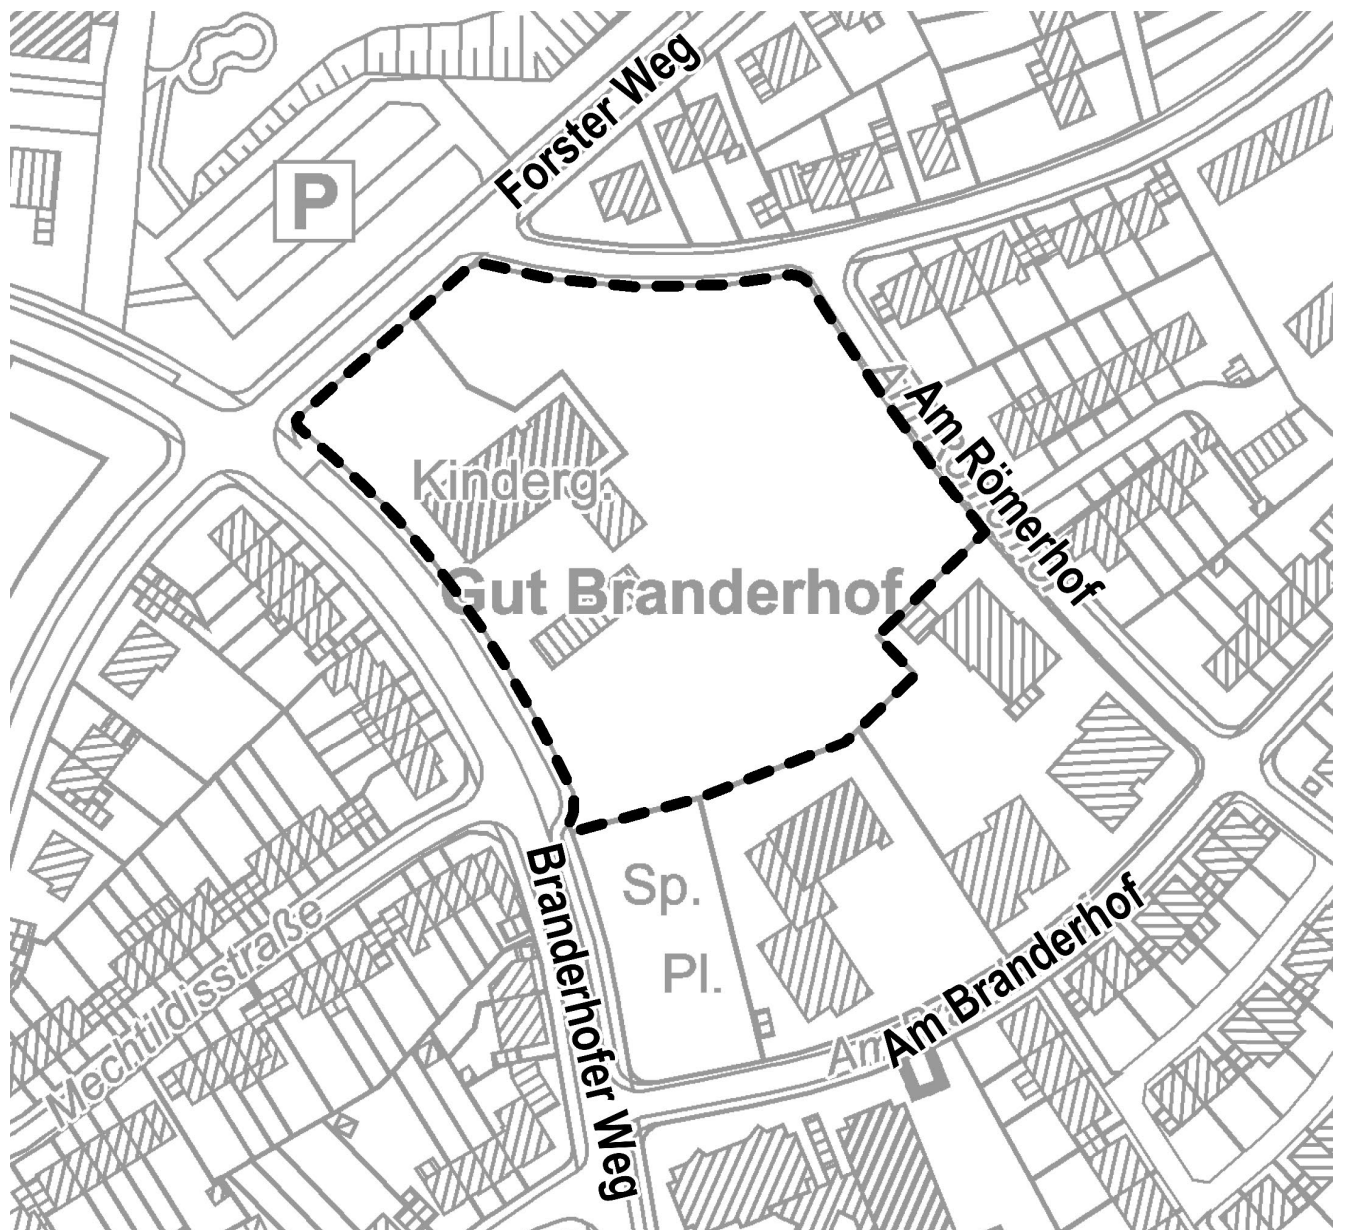 Forster Weg
P
Am Römerhof
Kinderg.
Gut Branderhof
Sp.
Pl.
Am Branderhof
Branderhofer Weg
Mechtildisstraße